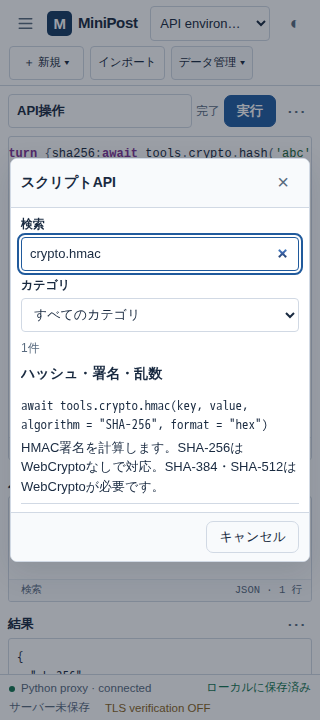 M MiniPost API environ…
＋ 新規 ▾ インポート データ管理 ▾
API操作 完了 実行 ···
turn {sha256:await tools.crypto.hash('abc'
スクリプトAPI ×
検索
crypto.hmac ×
カテゴリ
すべてのカテゴリ
1件
ハッシュ・署名・乱数
await tools.crypto.hmac(key, value,
algorithm = "SHA-256", format = "hex")
HMAC署名を計算します。SHA-256は
WebCryptoなしで対応。SHA-384・SHA-512は
WebCryptoが必要です。
キャンセル
検索 JSON · 1 行
結果 ···
{
Python proxy · connected ローカルに保存済み
サーバー未保存 TLS verification OFF